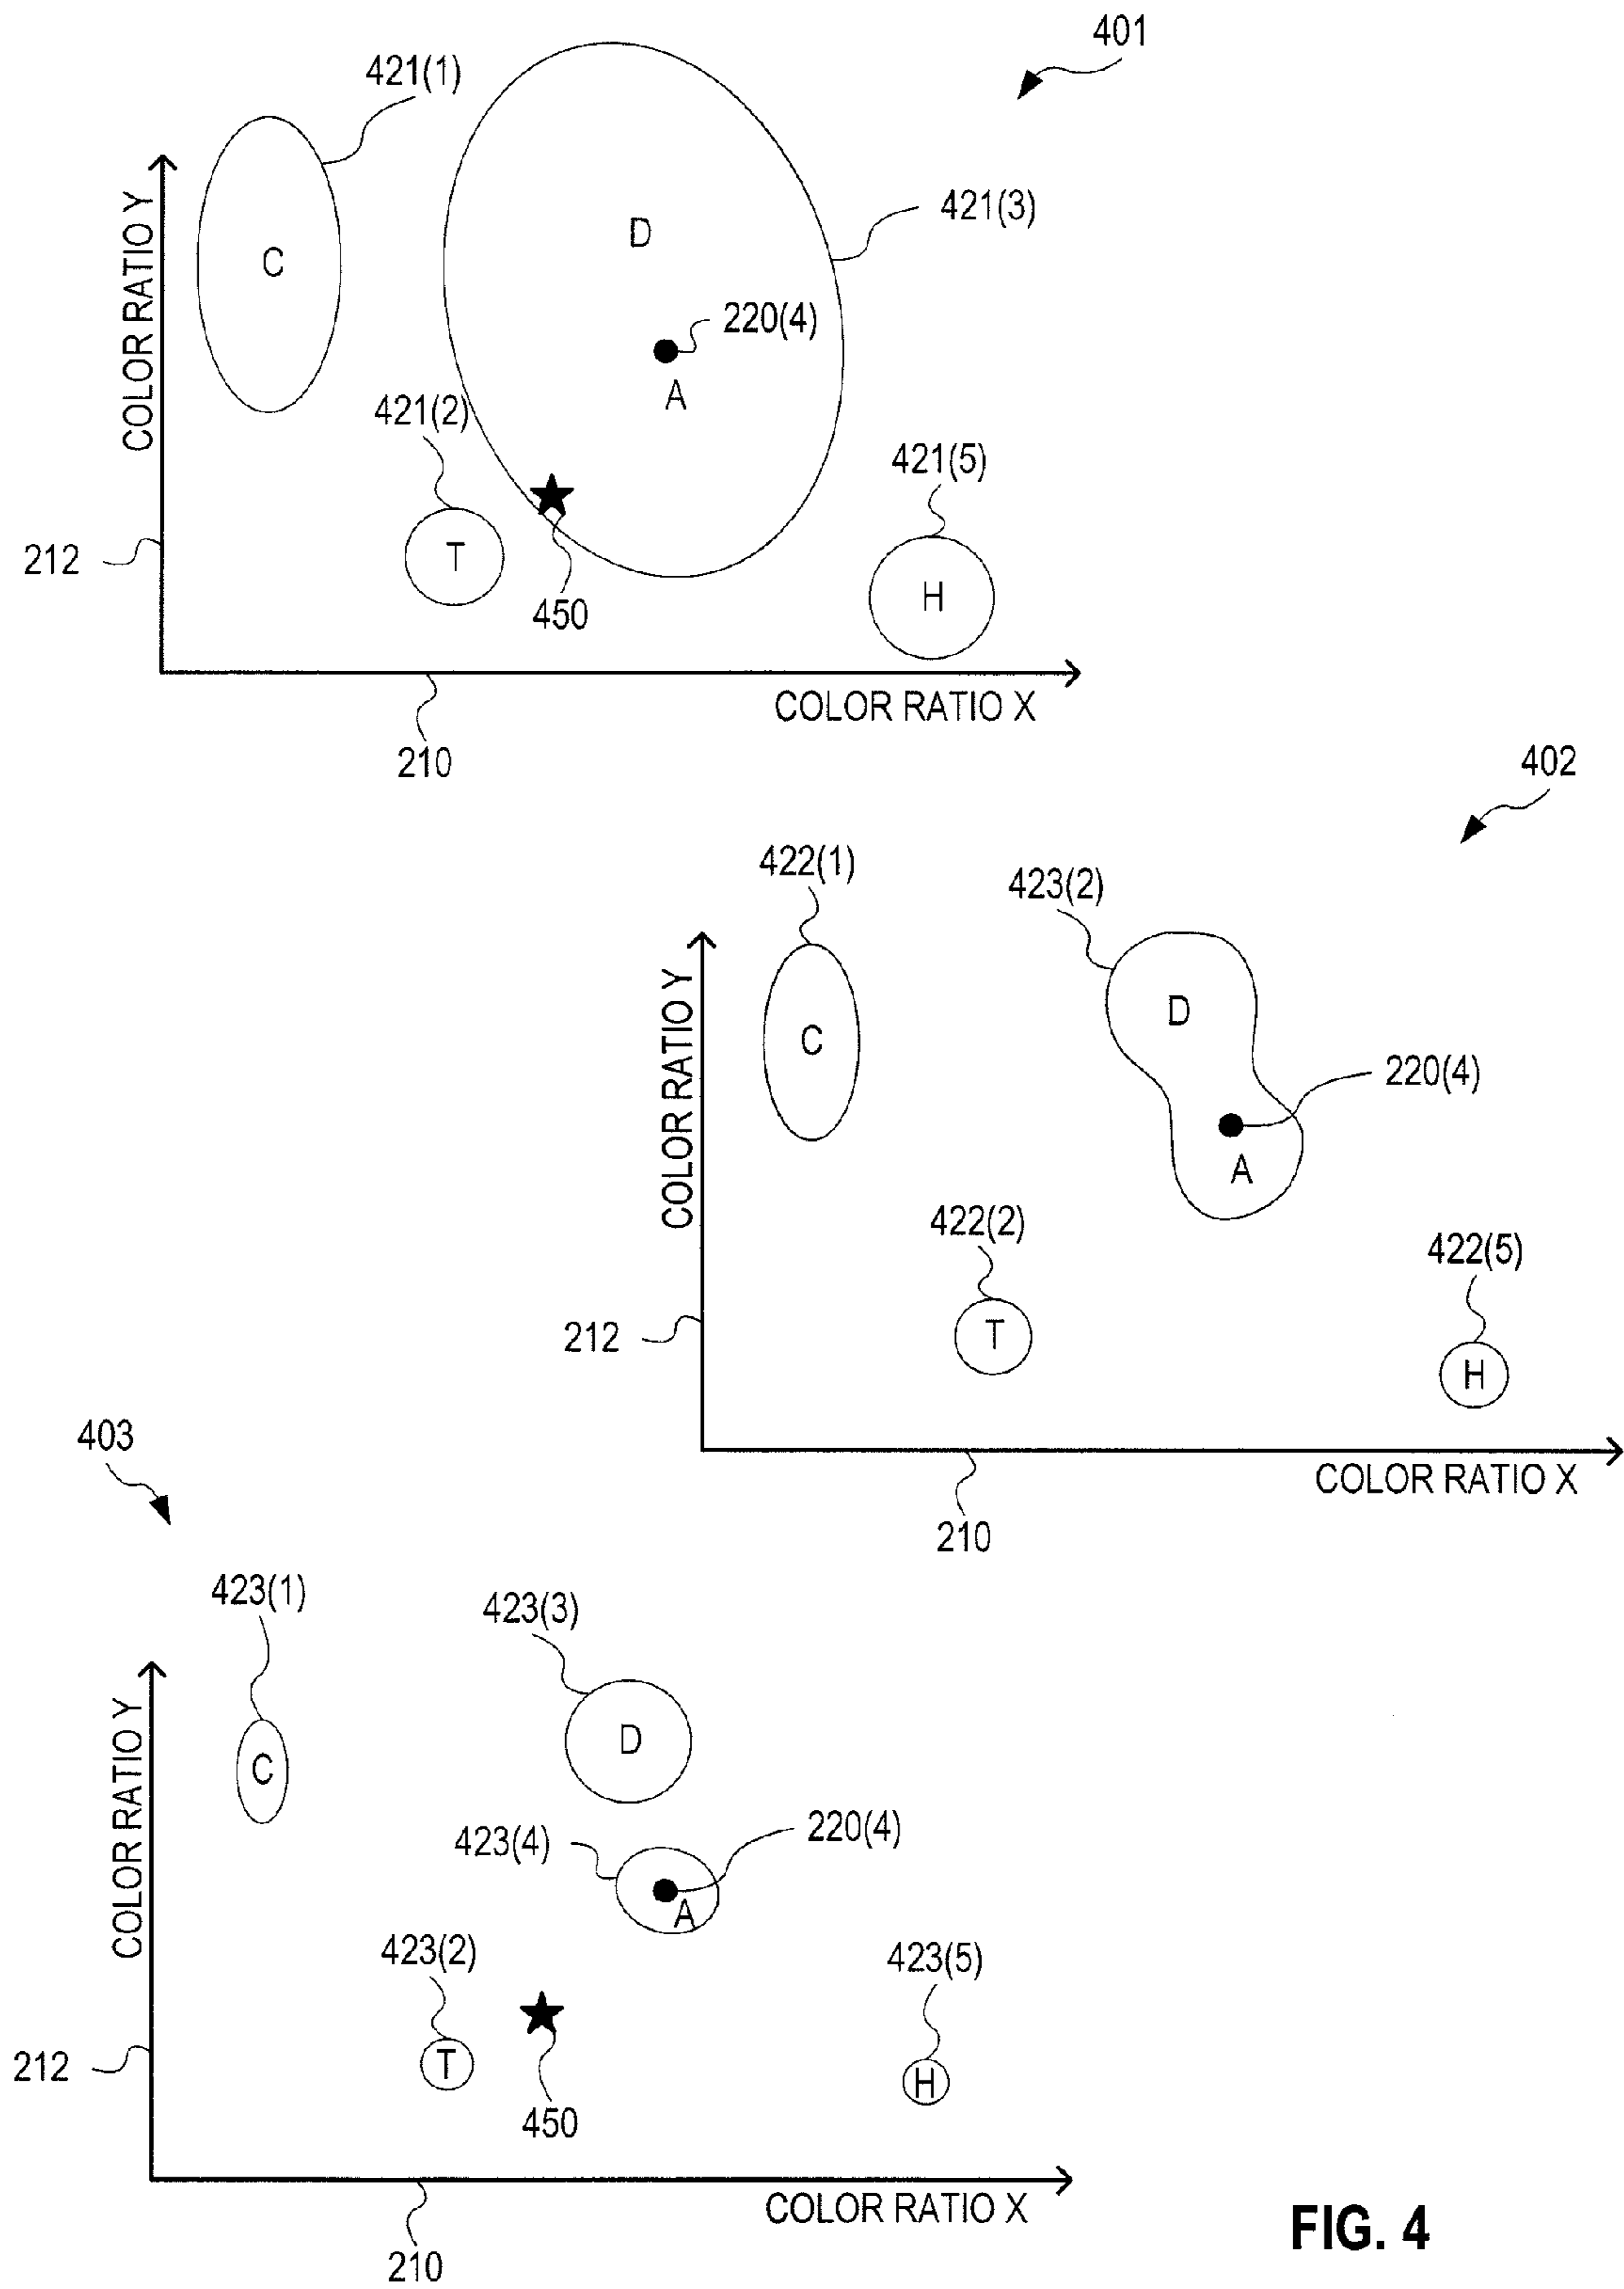 401
421(1)
421(3)
COLOR RATIO Y
C
D
220(4)
A
421(2)
421(5)
T
H
212
450
COLOR RATIO X
210
402
422(1)
423(2)
COLOR RATIO Y
C
D
220(4)
A
422(2)
422(5)
T
H
212
COLOR RATIO X
210
403
423(1)
423(3)
COLOR RATIO Y
C
D
423(4)
220(4)
A
423(2)
423(5)
T
H
212
450
COLOR RATIO X
210
FIG. 4